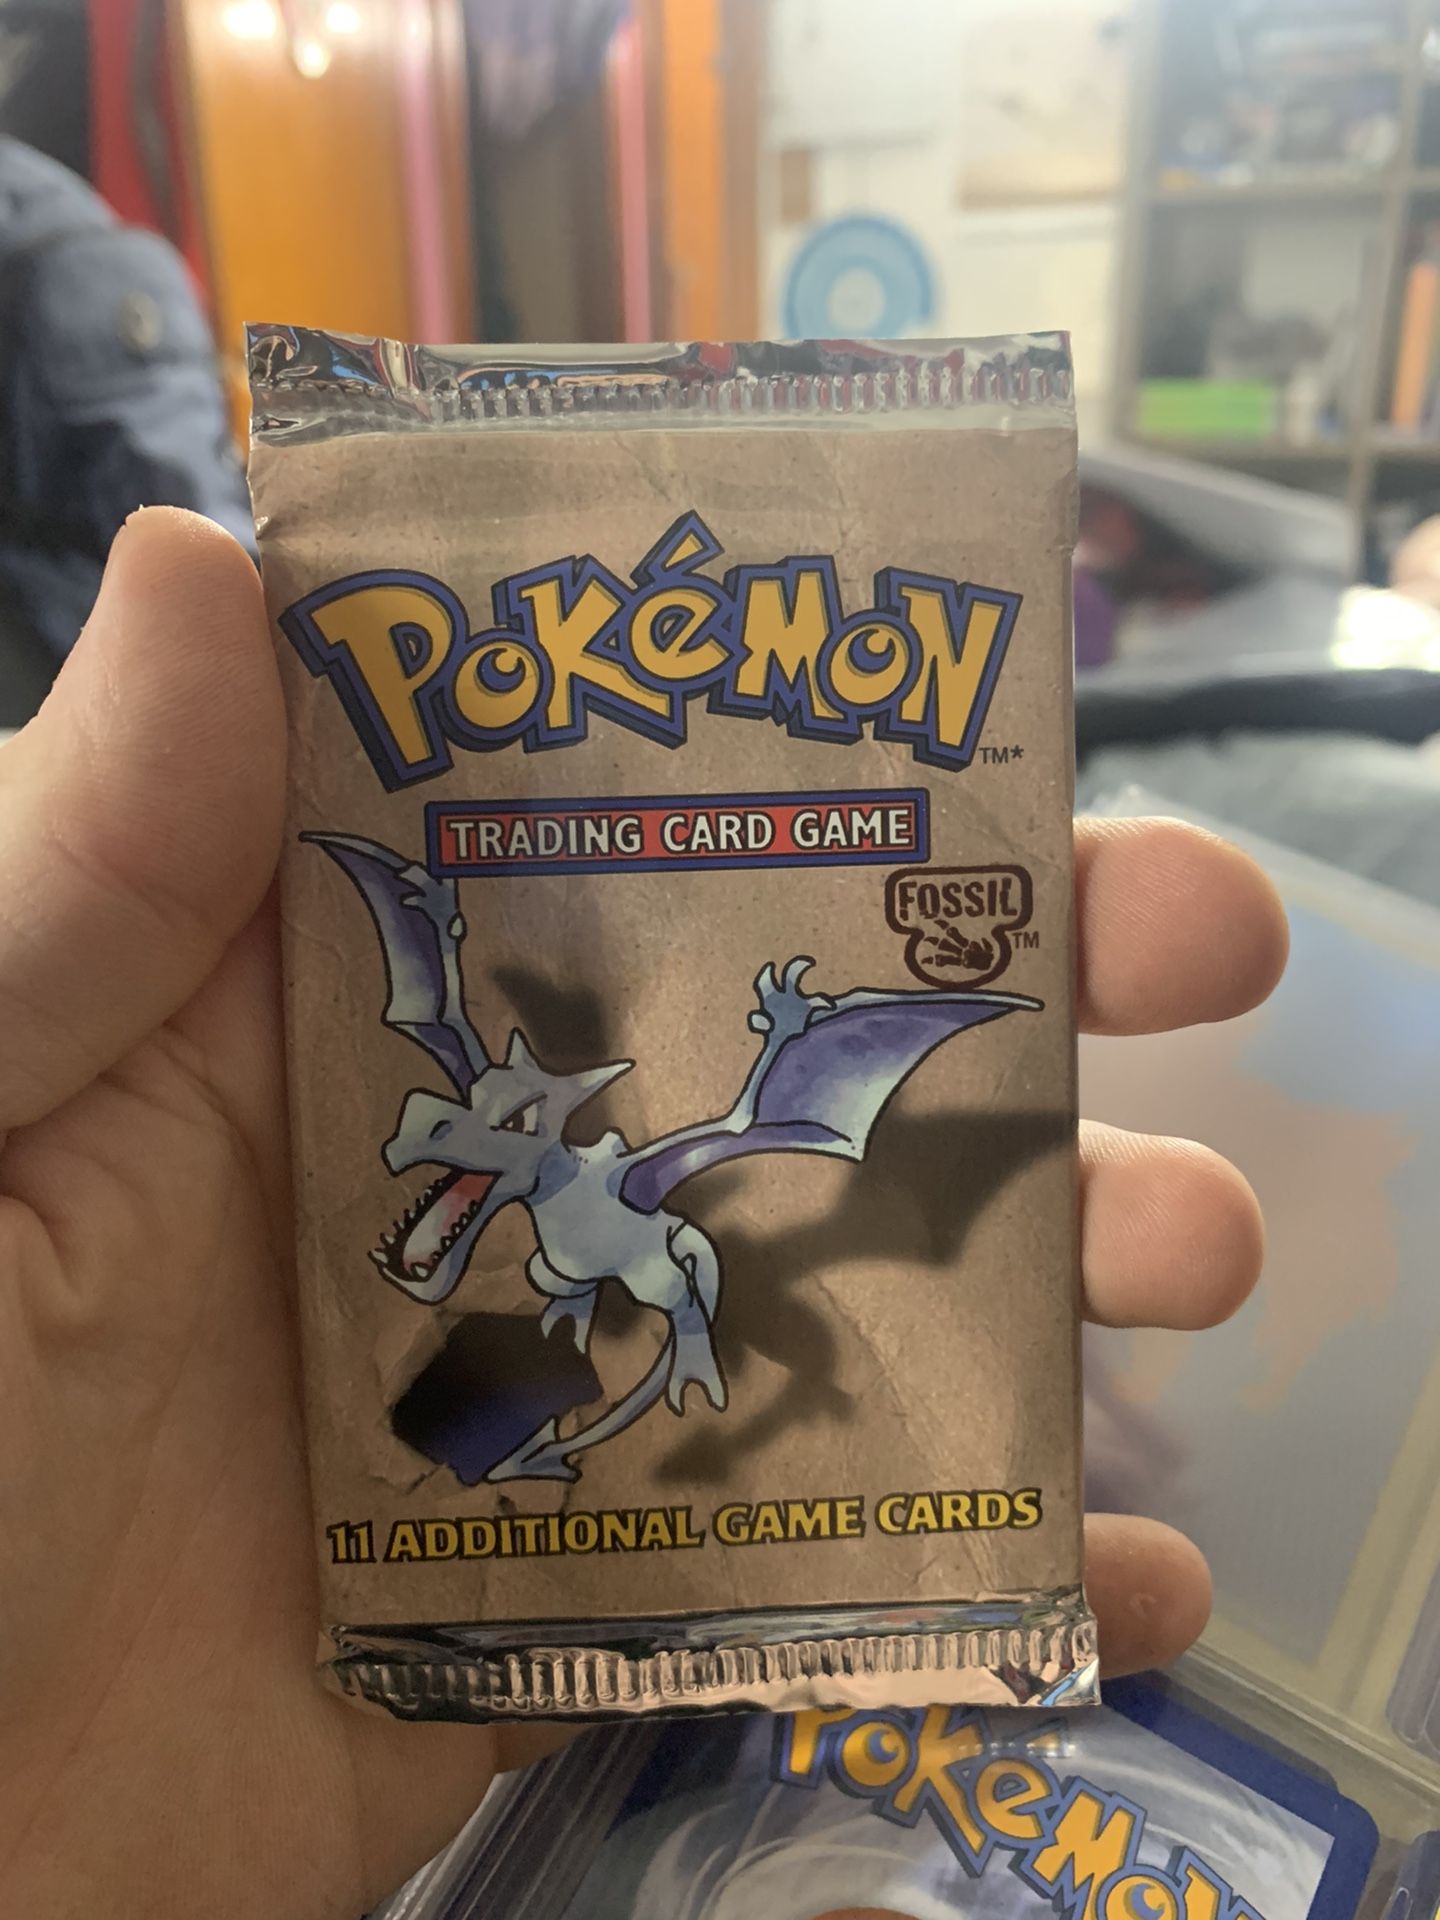 POKéMON
TM*
TRADING CARD GAME
FOSSIL
TM
11 ADDITIONAL GAME CARDS
POKéMON